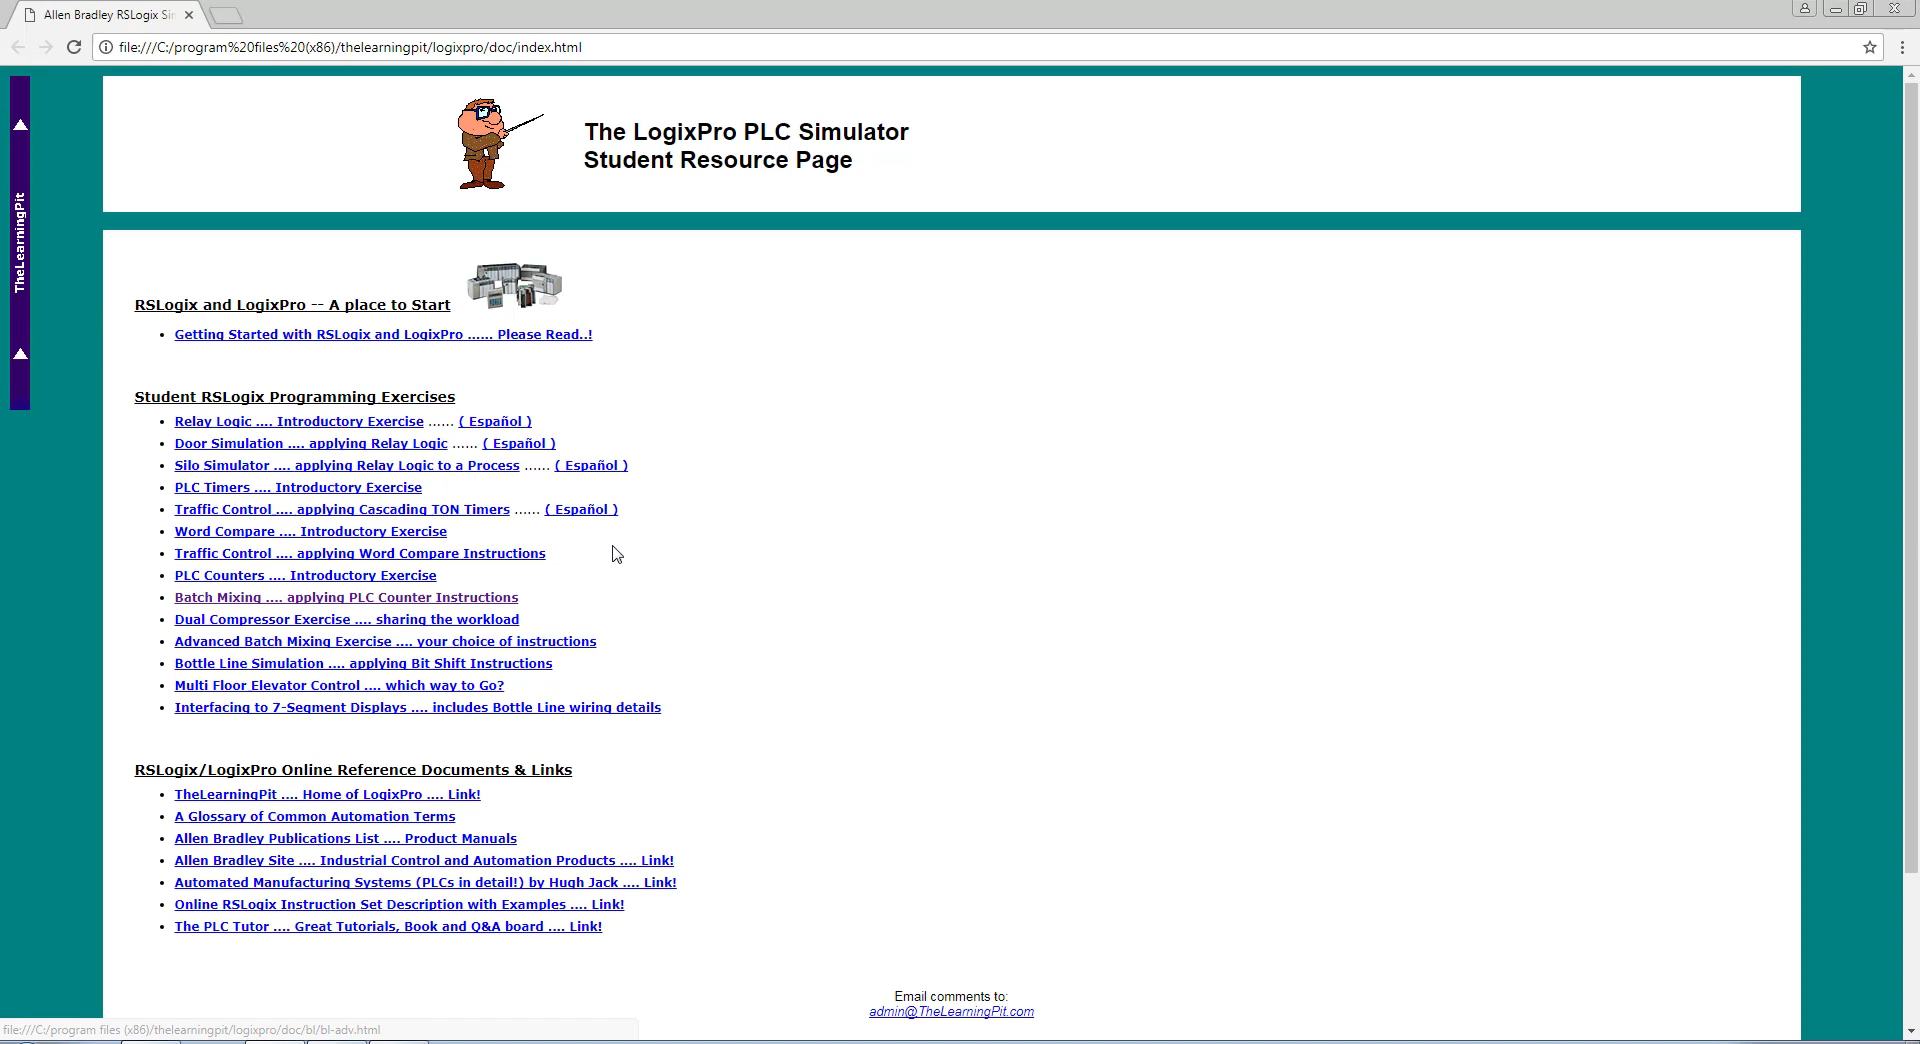 Allen Bradley RSLogix Sim
file:///C:/program%20files%20(x86)/thelearningpit/logixpro/doc/index.html
TheLearningPit
The LogixPro PLC Simulator
Student Resource Page
RSLogix and LogixPro -- A place to Start
Getting Started with RSLogix and LogixPro ...... Please Read..!
Student RSLogix Programming Exercises
Relay Logic .... Introductory Exercise ...... ( Español )
Door Simulation .... applying Relay Logic ...... ( Español )
Silo Simulator .... applying Relay Logic to a Process ...... ( Español )
PLC Timers .... Introductory Exercise
Traffic Control .... applying Cascading TON Timers ...... ( Español )
Word Compare .... Introductory Exercise
Traffic Control .... applying Word Compare Instructions
PLC Counters .... Introductory Exercise
Batch Mixing .... applying PLC Counter Instructions
Dual Compressor Exercise .... sharing the workload
Advanced Batch Mixing Exercise .... your choice of instructions
Bottle Line Simulation .... applying Bit Shift Instructions
Multi Floor Elevator Control .... which way to Go?
Interfacing to 7-Segment Displays .... includes Bottle Line wiring details
RSLogix/LogixPro Online Reference Documents & Links
TheLearningPit .... Home of LogixPro .... Link!
A Glossary of Common Automation Terms
Allen Bradley Publications List .... Product Manuals
Allen Bradley Site .... Industrial Control and Automation Products .... Link!
Automated Manufacturing Systems (PLCs in detail!) by Hugh Jack .... Link!
Online RSLogix Instruction Set Description with Examples .... Link!
The PLC Tutor .... Great Tutorials, Book and Q&A board .... Link!
Email comments to:
admin@TheLearningPit.com
file:///C:/program files (x86)/thelearningpit/logixpro/doc/bl/bl-adv.html